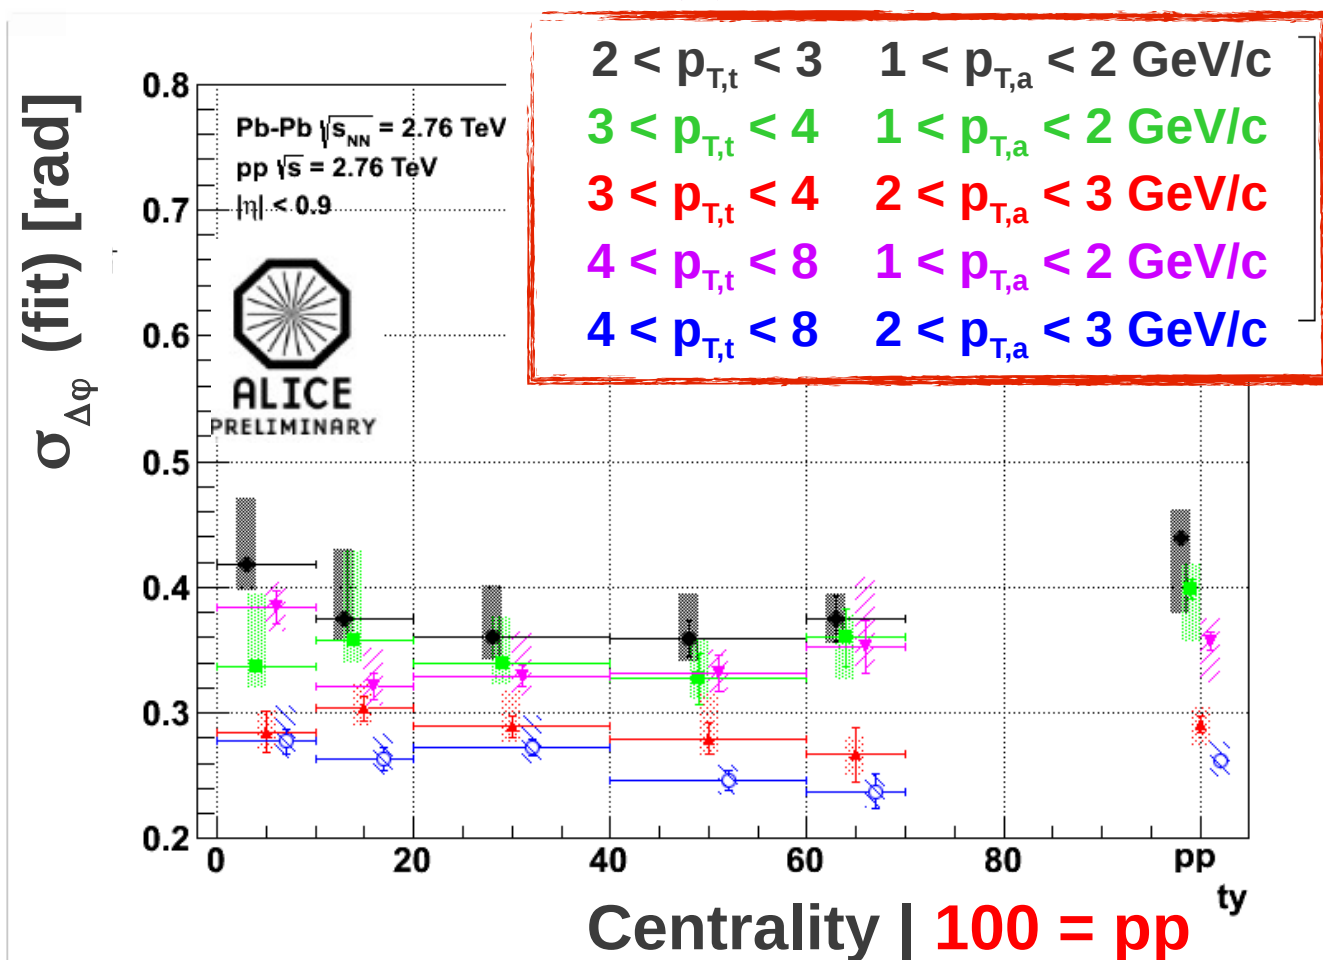 2 < p_T,t < 3 1 < p_T,a < 2 GeV/c
3 < p_T,t < 4 1 < p_T,a < 2 GeV/c
3 < p_T,t < 4 2 < p_T,a < 3 GeV/c
4 < p_T,t < 8 1 < p_T,a < 2 GeV/c
4 < p_T,t < 8 2 < p_T,a < 3 GeV/c
σ_Δφ (fit) [rad]
0.8
0.7
0.6
0.5
0.4
0.3
0.2
Pb-Pb √s_NN = 2.76 TeV
pp √s = 2.76 TeV
|η| < 0.9
ALICE
PRELIMINARY
0 20 40 60 80 pp
ty
Centrality | 100 = pp